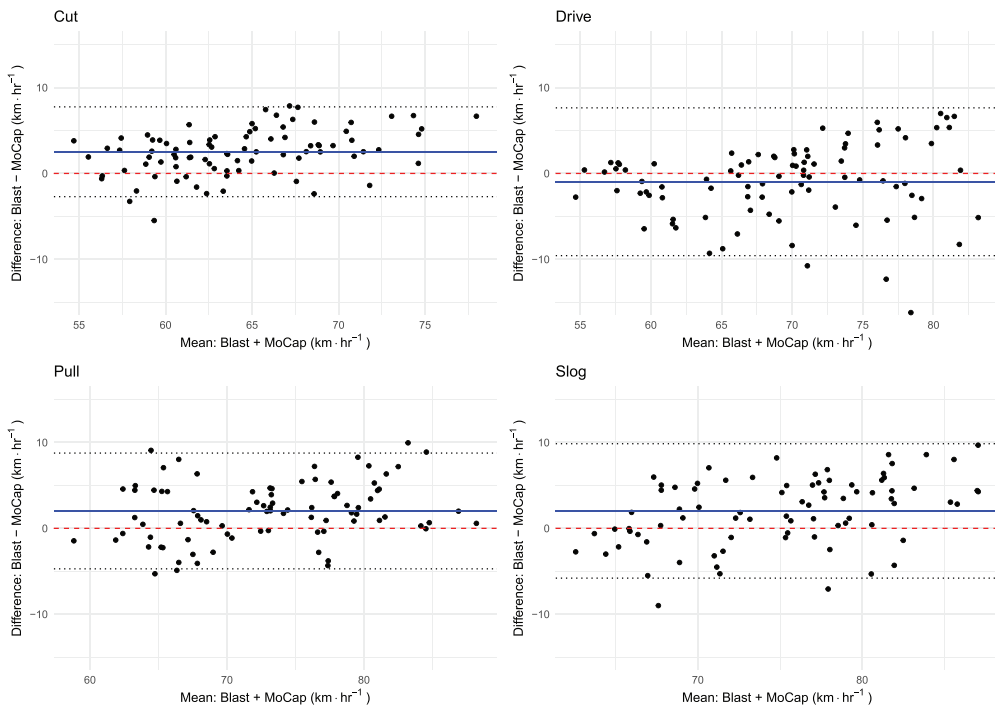 Cut
Difference: Blast − MoCap (km· hr⁻¹ )
10
0
−10
55 60 65 70 75
Mean: Blast + MoCap (km· hr⁻¹ )
Drive
Difference: Blast − MoCap (km· hr⁻¹ )
10
0
−10
55 60 65 70 75 80
Mean: Blast + MoCap (km· hr⁻¹ )
Pull
Difference: Blast − MoCap (km· hr⁻¹ )
10
0
−10
60 70 80
Mean: Blast + MoCap (km· hr⁻¹ )
Slog
Difference: Blast − MoCap (km· hr⁻¹ )
10
0
−10
70 80
Mean: Blast + MoCap (km· hr⁻¹ )